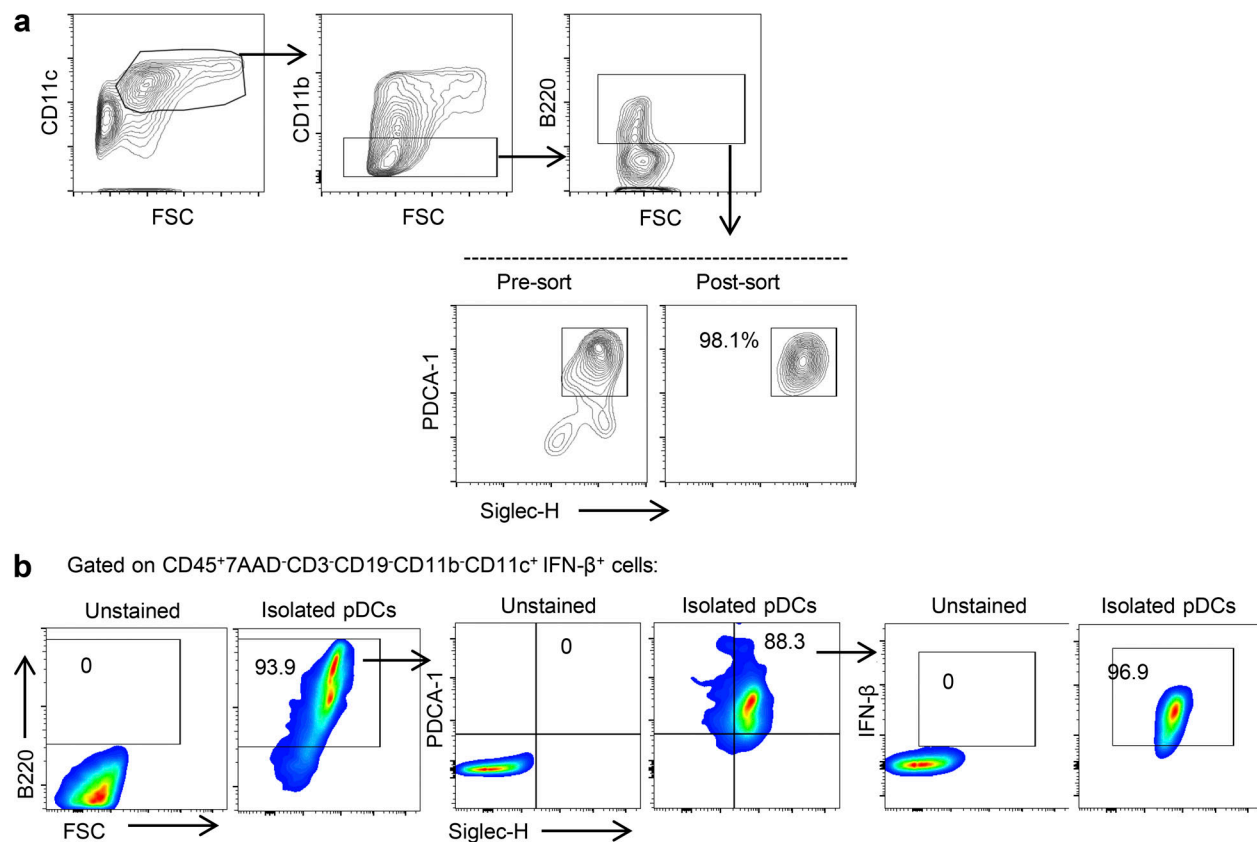 a
CD11c
FSC
CD11b
FSC
B220
FSC
Pre-sort
Post-sort
PDCA-1
98.1%
Siglec-H
b
Gated on CD45⁺7AAD⁻CD3⁻CD19⁻CD11b⁻CD11c⁺ IFN-β⁺ cells:
Unstained
Isolated pDCs
Unstained
Isolated pDCs
Unstained
Isolated pDCs
B220
0
93.9
FSC
PDCA-1
0
88.3
Siglec-H
IFN-β
0
96.9